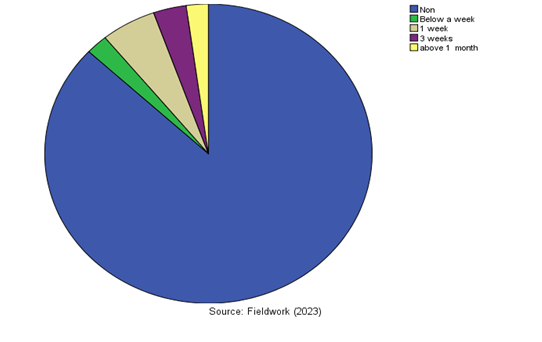 Non
Below a week
1 week
3 weeks
above 1 month
Source: Fieldwork (2023)